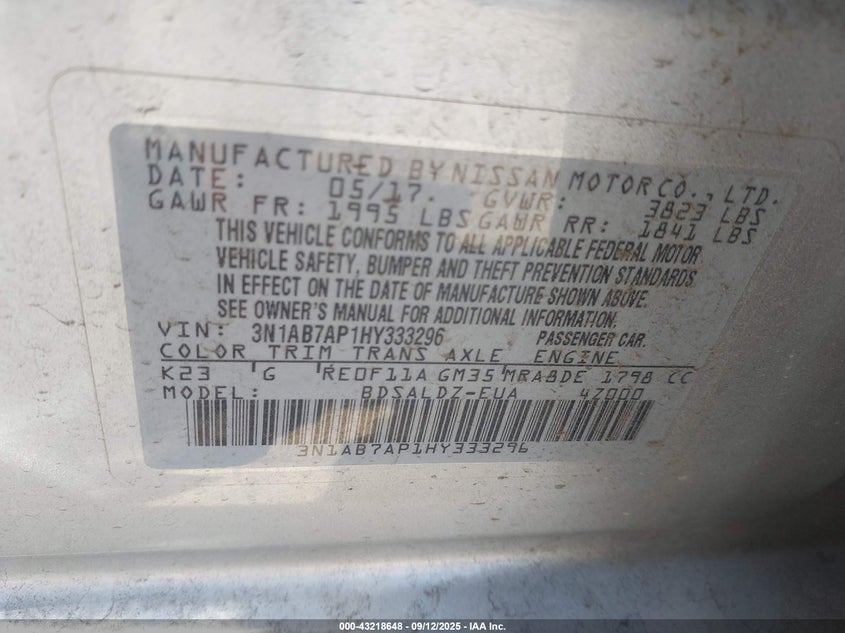 MANUFACTURED BY NISSAN MOTOR CO., LTD.
DATE: 05/17. GVWR: 3823 LBS
GAWR FR: 1995 LBS GAWR RR: 1841 LBS
THIS VEHICLE CONFORMS TO ALL APPLICABLE FEDERAL MOTOR
VEHICLE SAFETY, BUMPER AND THEFT PREVENTION STANDARDS
IN EFFECT ON THE DATE OF MANUFACTURE SHOWN ABOVE.
SEE OWNER'S MANUAL FOR ADDITIONAL INFORMATION.
VIN: 3N1AB7AP1HY333296 PASSENGER CAR.
COLOR TRIM TRANS AXLE ENGINE
K23 G RE0F11A GM35 MRA8DE 1798 CC
MODEL: BDSALDZ-EUA 4Z000
3N1AB7AP1HY333296
000-43218648 - 09/12/2025 - IAA Inc.